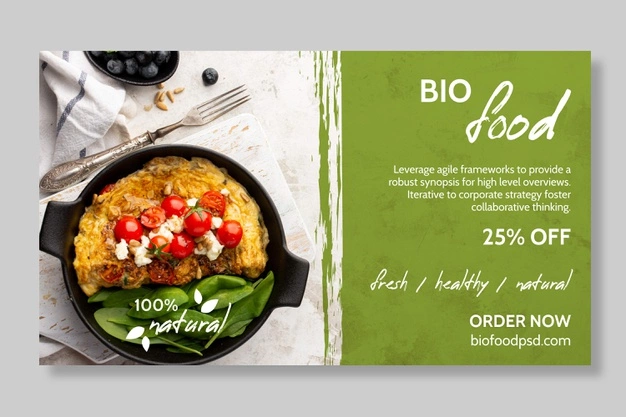 BIO
food
Leverage agile frameworks to provide a
robust synopsis for high level overviews.
Iterative to corporate strategy foster
collaborative thinking.
25% OFF
fresh / healthy / natural
100%
natural
ORDER NOW
biofoodpsd.com